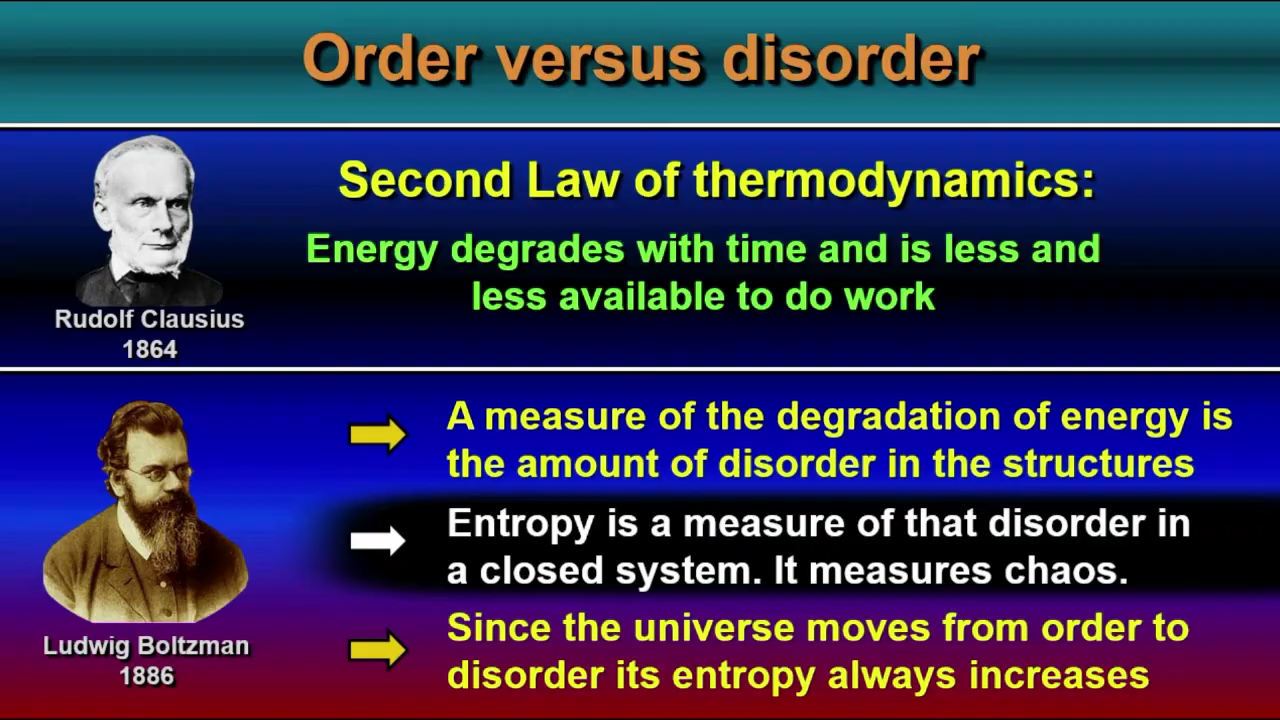 Order versus disorder
Second Law of thermodynamics:
Energy degrades with time and is less and
less available to do work
Rudolf Clausius
1864
A measure of the degradation of energy is
the amount of disorder in the structures
Entropy is a measure of that disorder in
a closed system. It measures chaos.
Since the universe moves from order to
disorder its entropy always increases
Ludwig Boltzman
1886